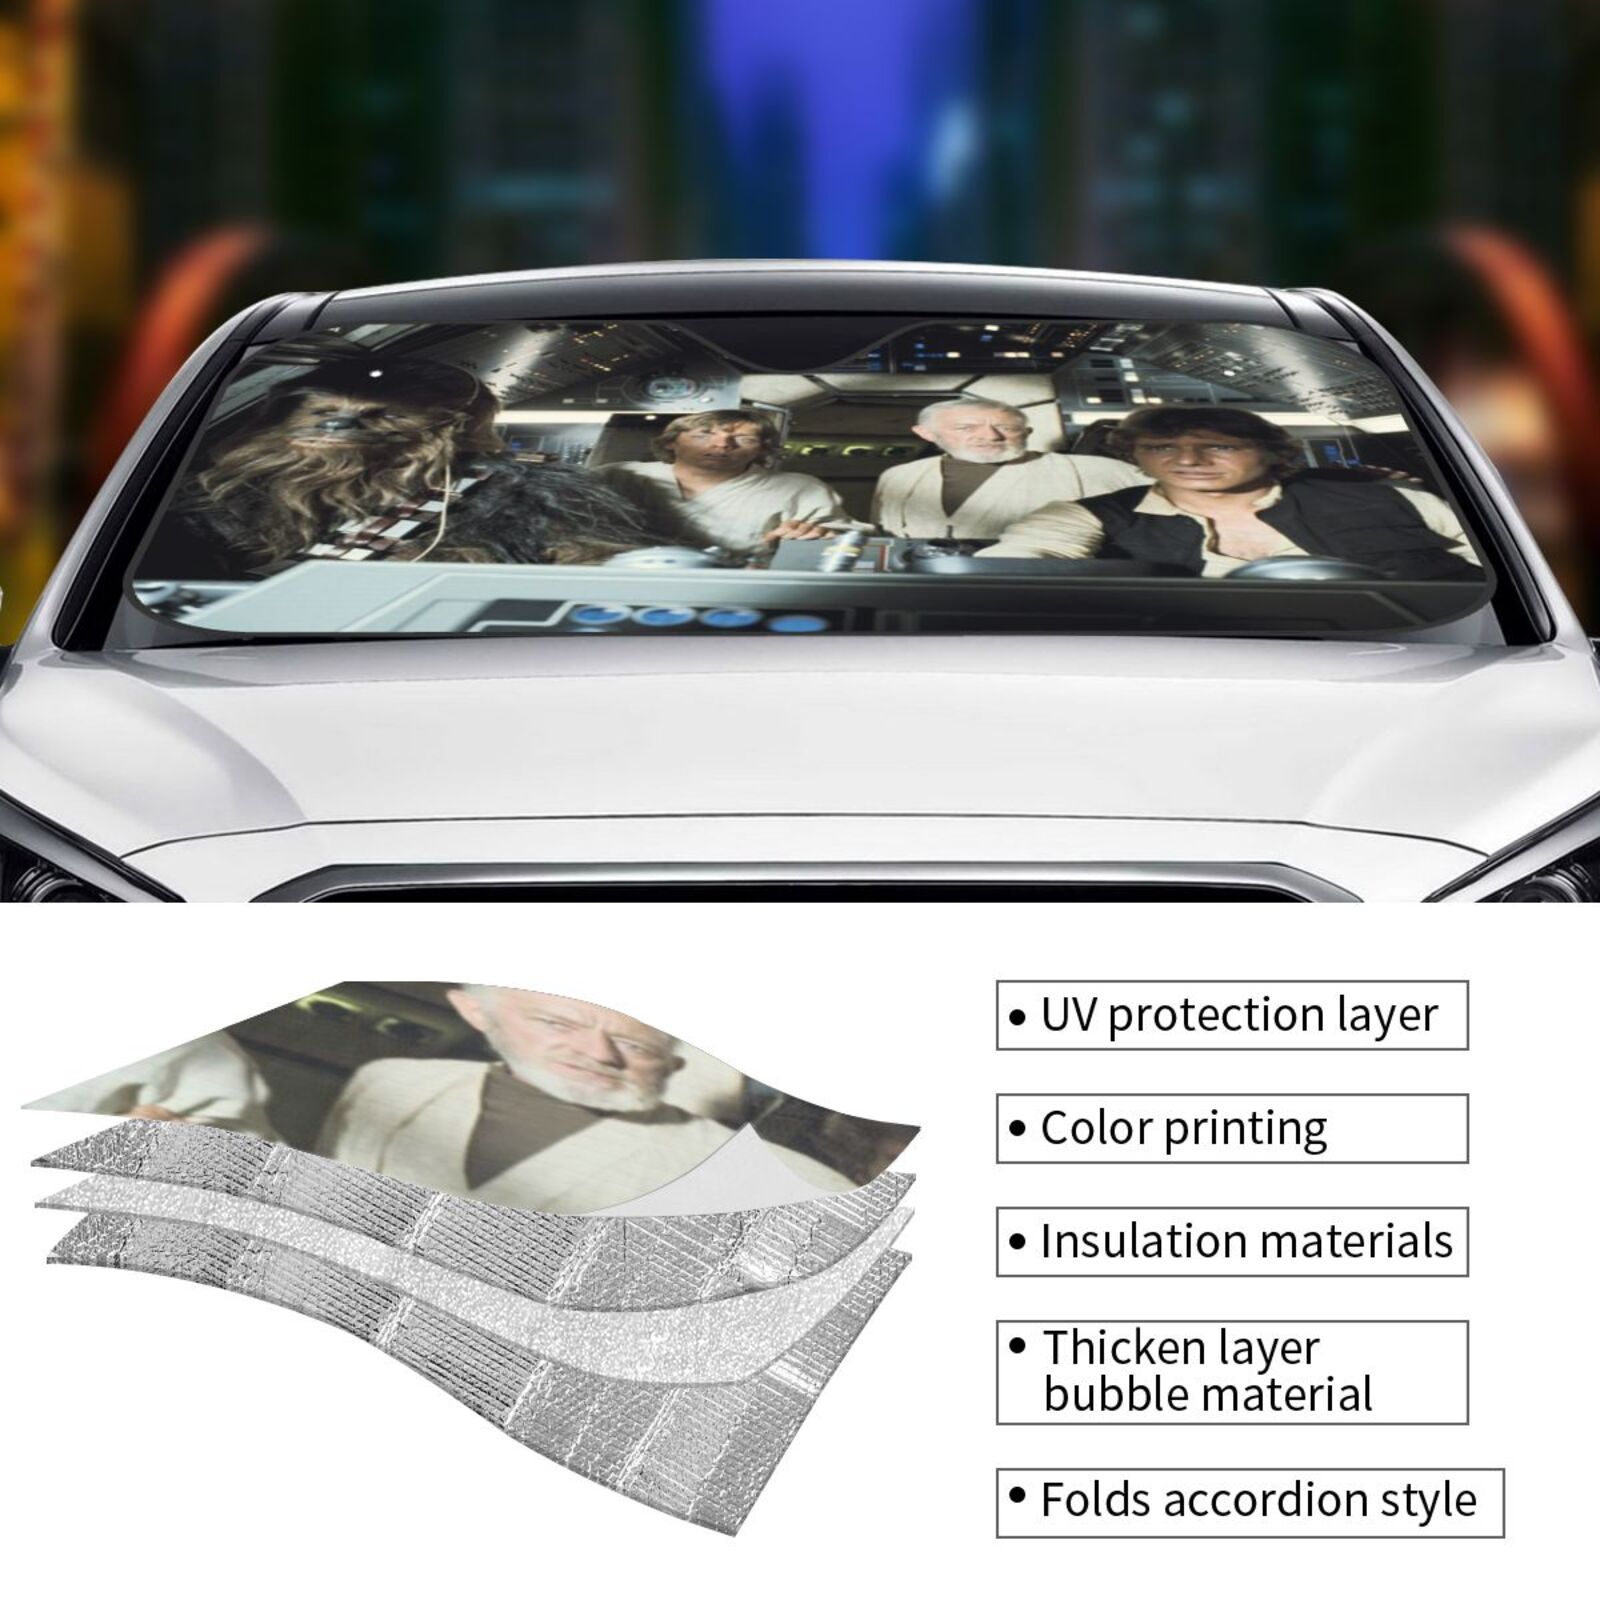 • UV protection layer
• Color printing
• Insulation materials
• Thicken layer
bubble material
• Folds accordion style